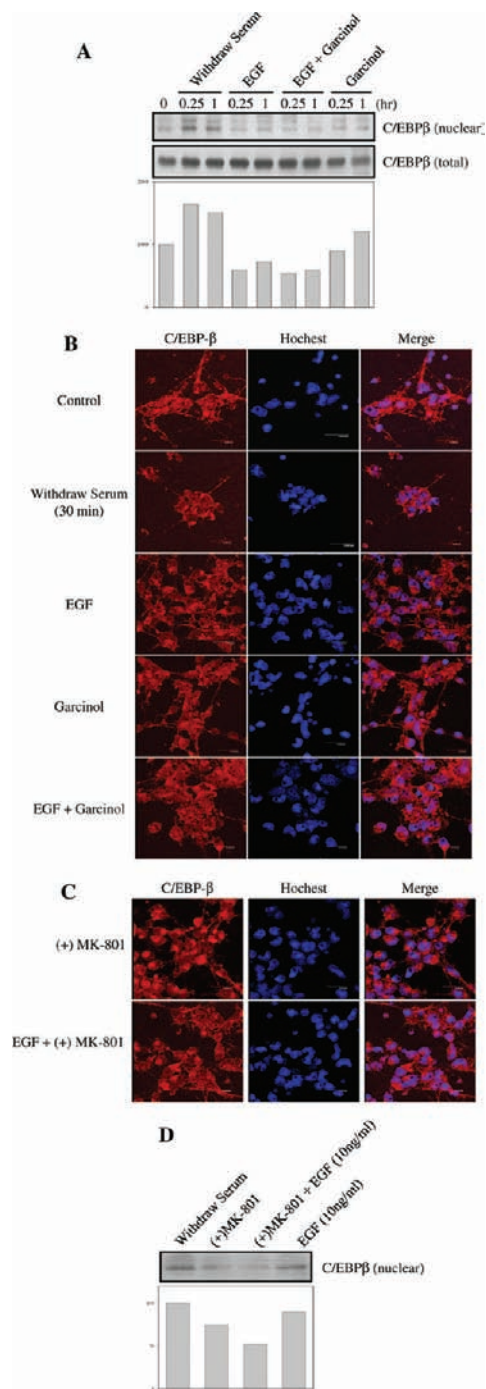 A
Withdraw Serum
EGF
EGF + Garcinol
Garcinol
0 0.25 1 0.25 1 0.25 1 0.25 1 (hr)
C/EBPβ (nuclear)
C/EBPβ (total)
B
C/EBP-β Hochest Merge
Control
Withdraw Serum
(30 min)
EGF
Garcinol
EGF + Garcinol
C
C/EBP-β Hochest Merge
(+) MK-801
EGF + (+) MK-801
D
Withdraw Serum
(+)MK-801
(+)MK-801 + EGF (10ng/ml)
EGF (10ng/ml)
C/EBPβ (nuclear)